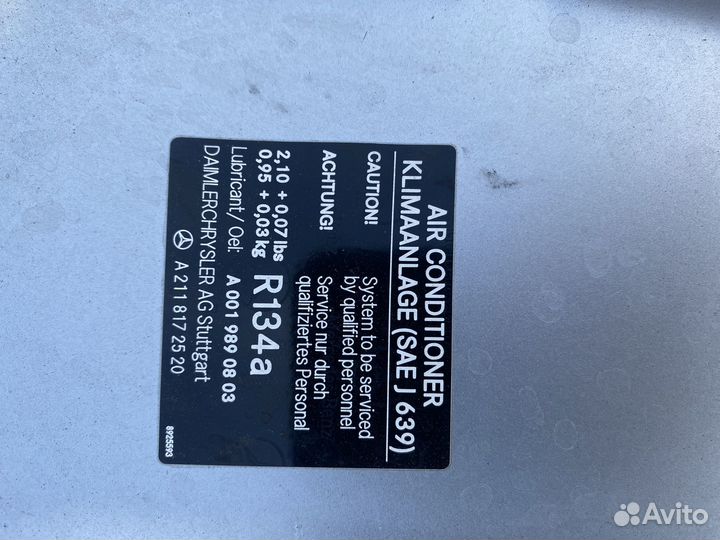 AIR CONDITIONER
KLIMAANLAGE (SAE J 639)
CAUTION! System to be serviced
by qualified personnel
ACHTUNG! Service nur durch
qualifiziertes Personal
2,10 + 0,07 lbs
0,95 + 0,03 kg R134a
Lubricant/Oel: A 001 989 08 03
DAIMLERCHRYSLER AG Stuttgart
A 211 817 25 20
8925593
Avito